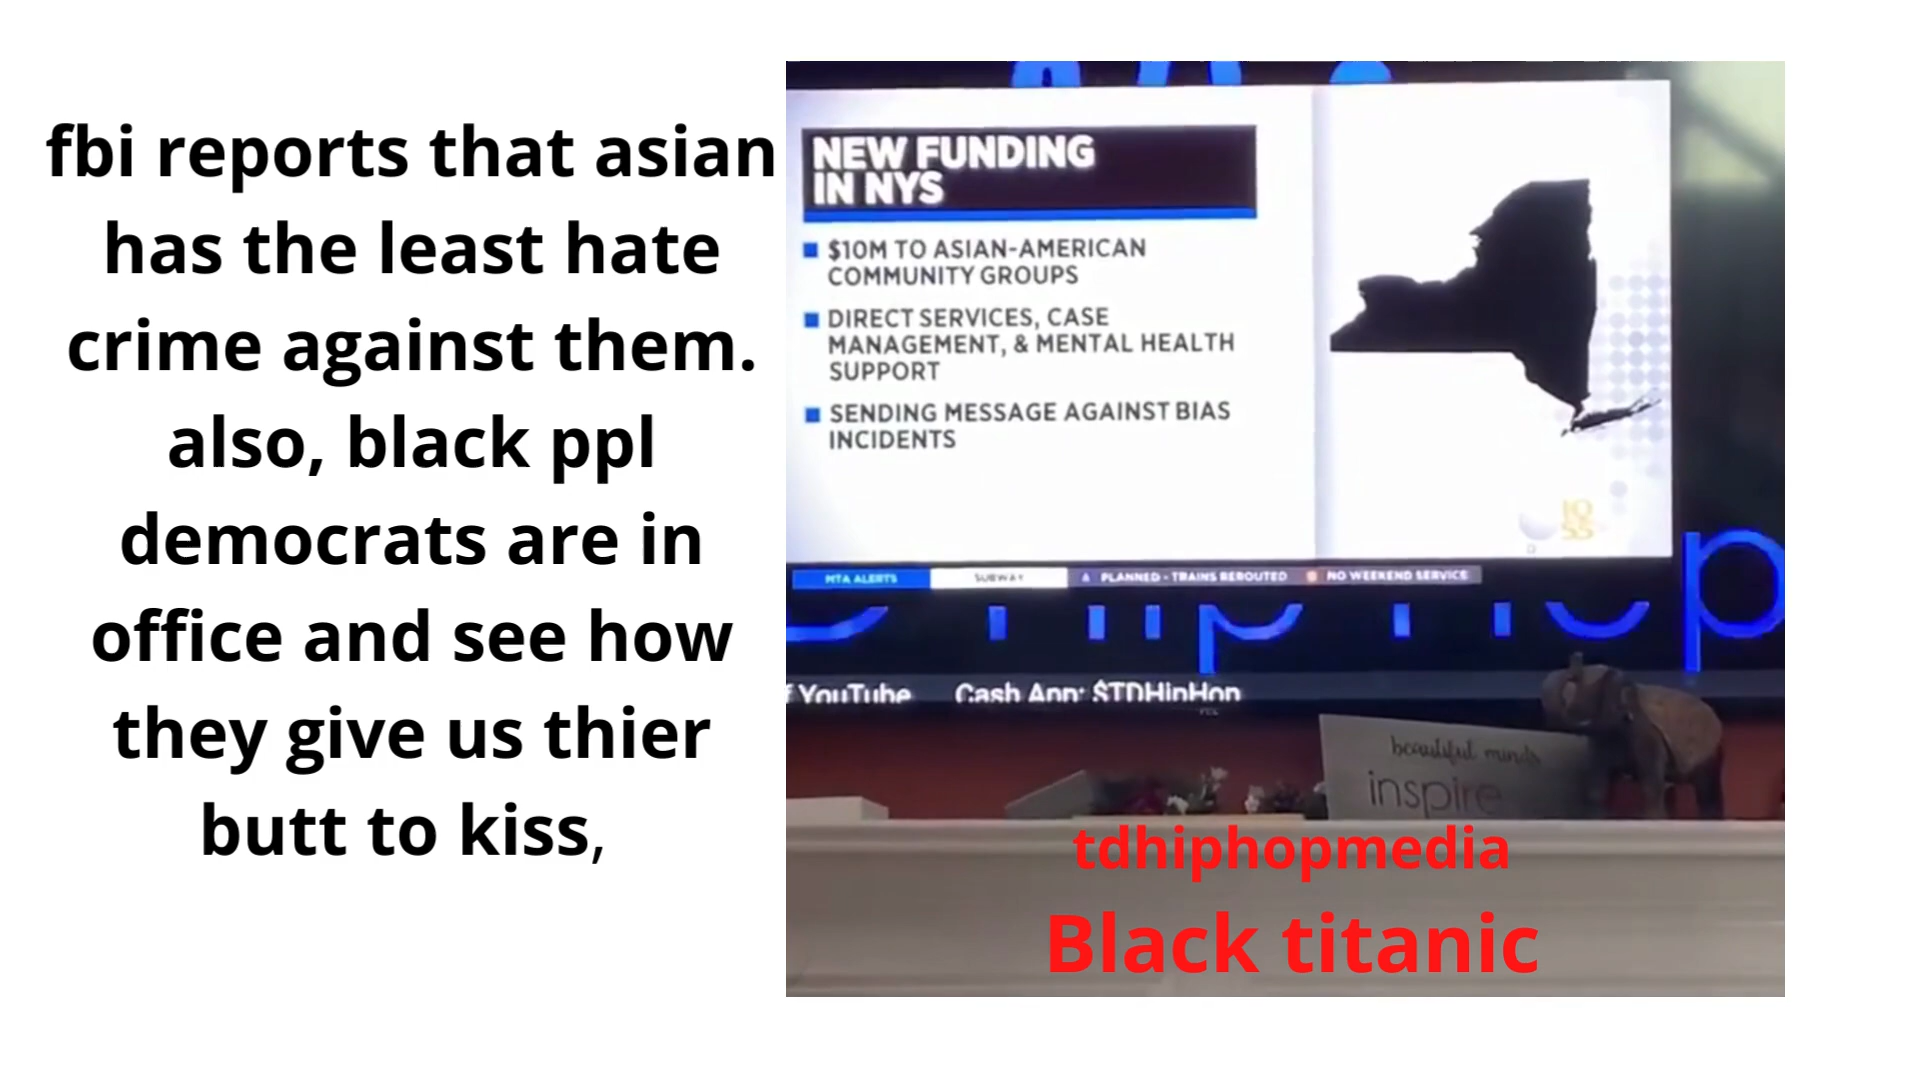 fbi reports that asian
has the least hate
crime against them.
also, black ppl
democrats are in
office and see how
they give us thier
butt to kiss,
NEW FUNDING
IN NYS
$10M TO ASIAN-AMERICAN
COMMUNITY GROUPS
DIRECT SERVICES, CASE
MANAGEMENT, & MENTAL HEALTH
SUPPORT
SENDING MESSAGE AGAINST BIAS
INCIDENTS
MTA ALERTS SUBWAY A PLANNED - TRAINS REROUTED B NO WEEKEND SERVICE
YouTube Cash App: $TDHipHop
beautiful minds
inspire
tdhiphopmedia
Black titanic